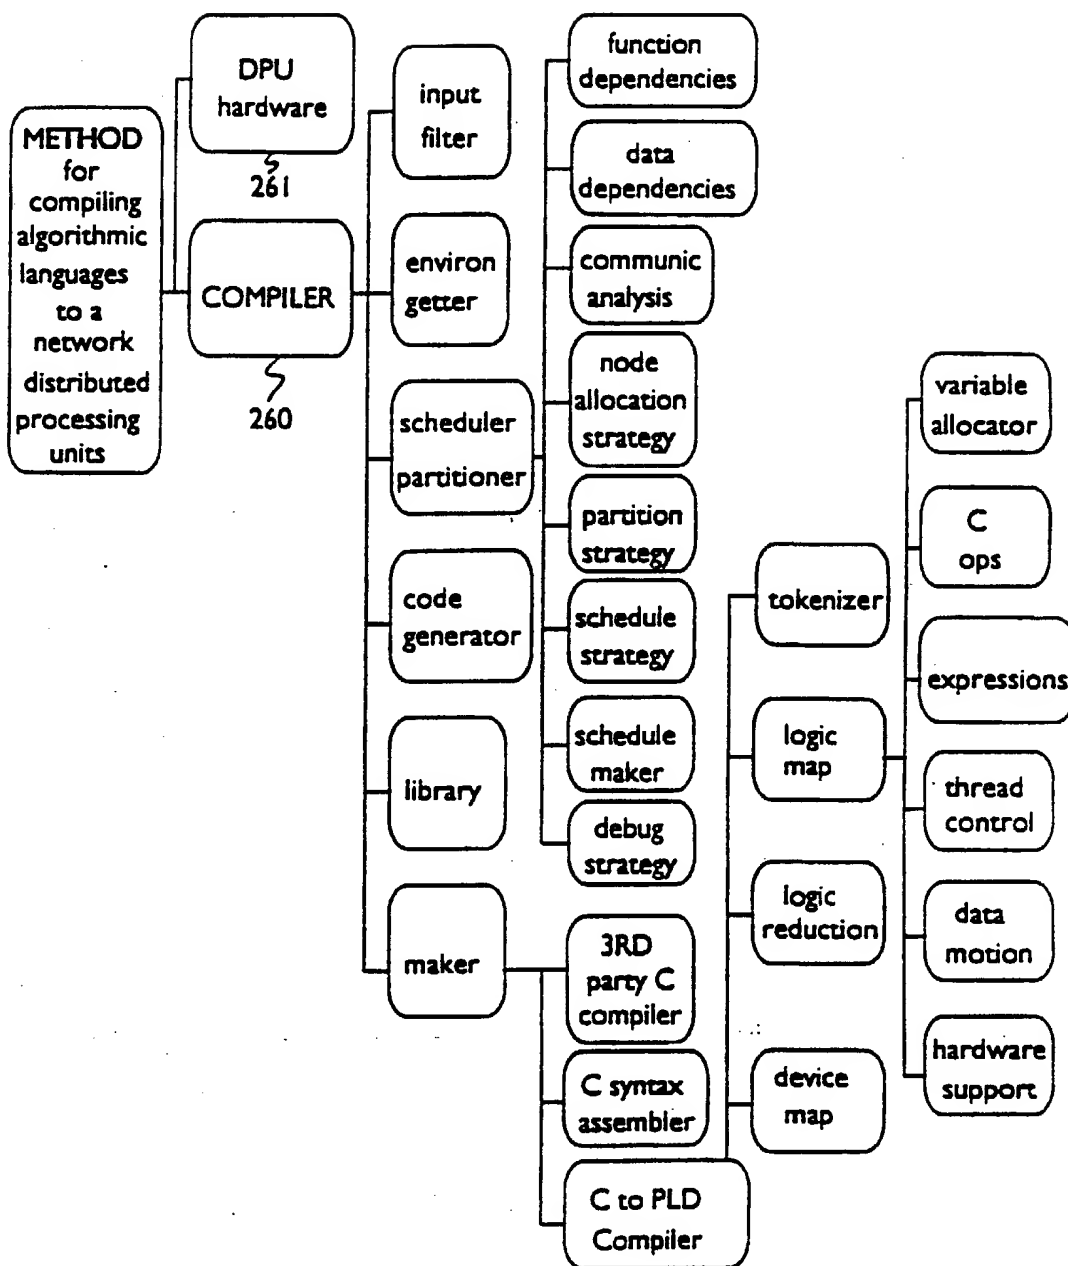 METHOD
for
compiling
algorithmic
languages
to a
network
distributed
processing
units
DPU
hardware
261
COMPILER
260
input
filter
environ
getter
scheduler
partitioner
code
generator
library
maker
function
dependencies
data
dependencies
communic
analysis
node
allocation
strategy
partition
strategy
schedule
strategy
schedule
maker
debug
strategy
3RD
party C
compiler
C syntax
assembler
C to PLD
Compiler
tokenizer
logic
map
logic
reduction
device
map
variable
allocator
C
ops
expressions
thread
control
data
motion
hardware
support